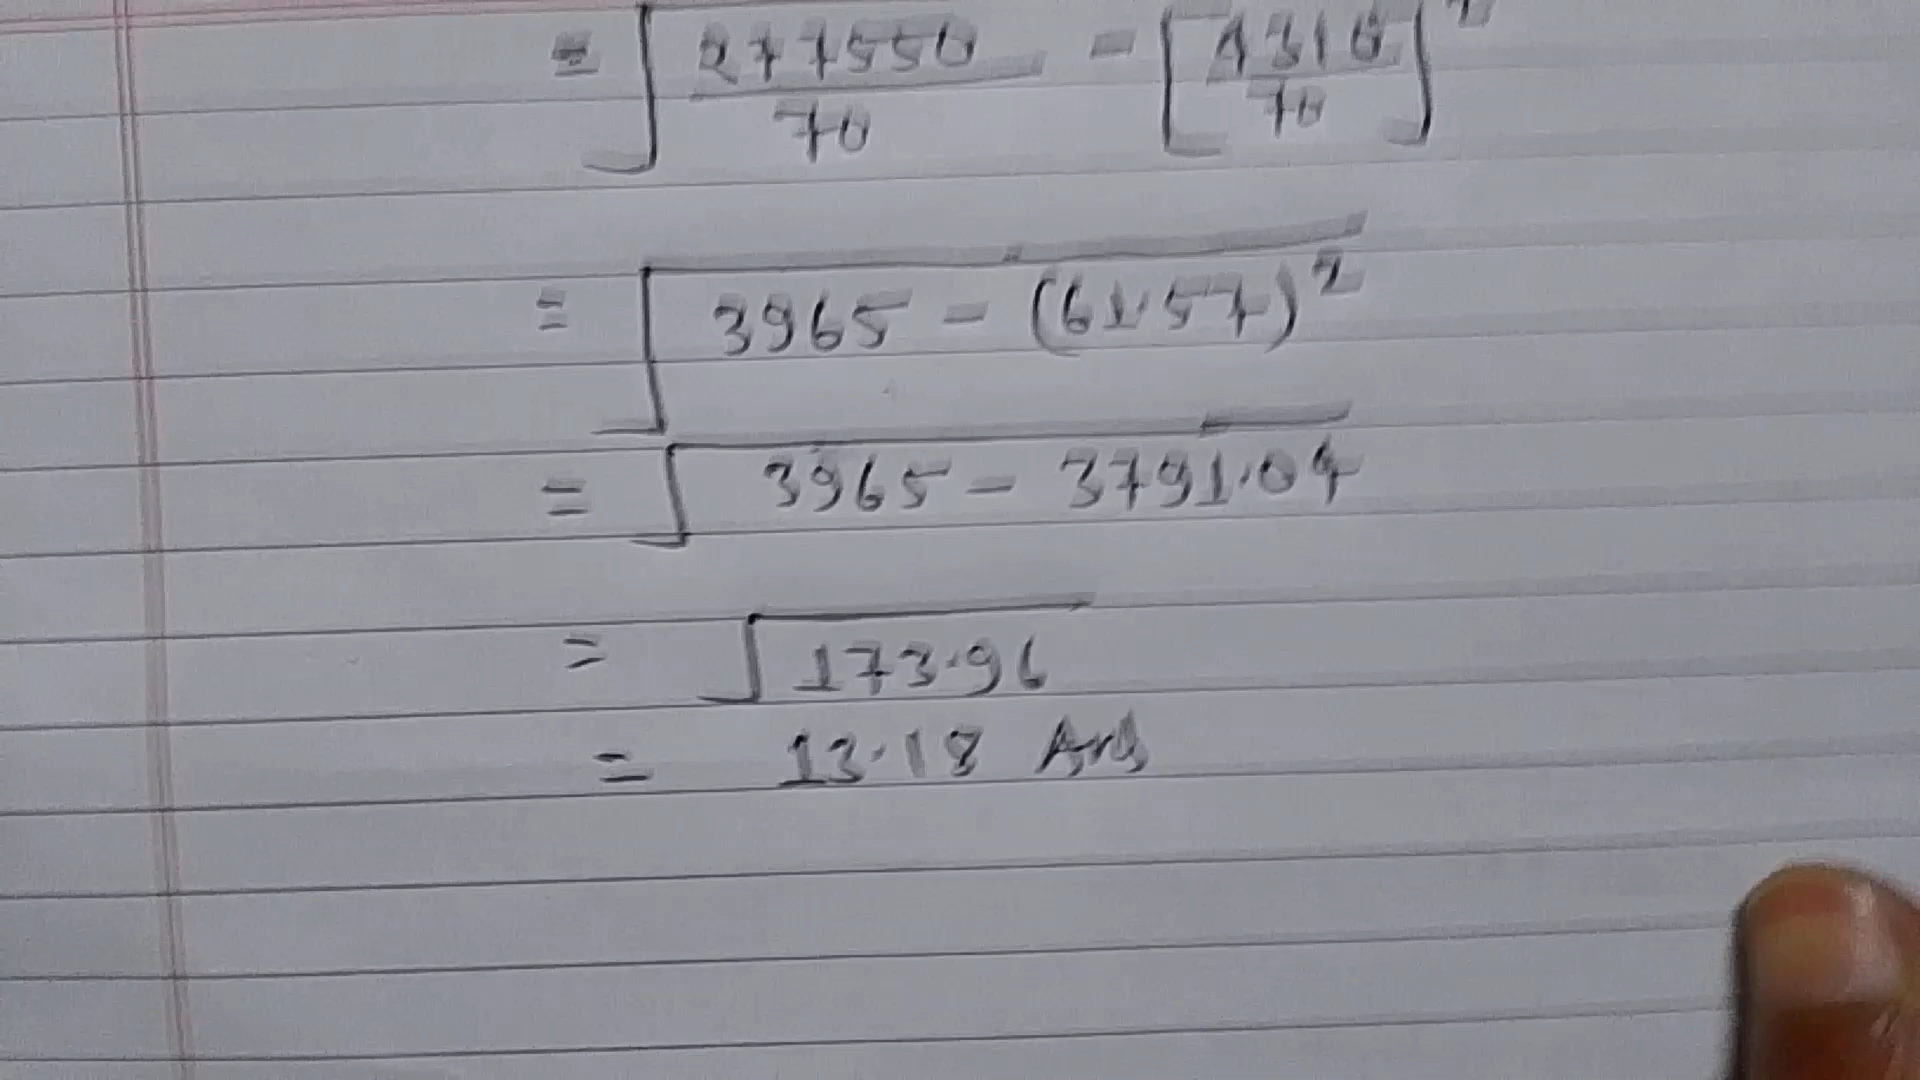 = √ 277550/70 - [4310/70]²
= √ 3965 - (61.57)²
= √ 3965 - 3791.04
= √ 173.96
= 13.18 Ans